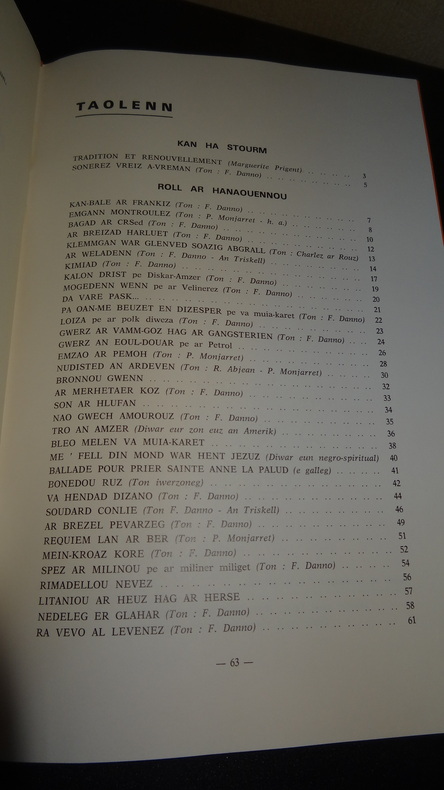 TAOLENN
KAN HA STOURM
TRADITION ET RENOUVELLEMENT (Marguerite Prigent) .. .. .. .. 3
SONEREZ VREIZ A-VREMAN (Ton : F. Danno) .. .. .. .. .. .. 5
ROLL AR HANAOUENNOU
KAN-BALE AR FRANKIZ (Ton : F. Danno) .. .. .. .. .. .. 7
EMGANN MONTROULEZ (Ton : P. Monjarret - h. a.) .. .. .. .. 8
BAGAD AR CRSed (Ton : F. Danno) .. .. .. .. .. .. 10
AR BREIZAD HARLUET (Ton : F. Danno) .. .. .. .. .. .. 12
KLEMMGAN WAR GLENVED SOAZIG ABGRALL (Ton : Charlez ar Rouz) 13
AR WELADENN (Ton : F. Danno - An Triskell) .. .. .. .. 14
KIMIAD (Ton : F. Danno) .. .. .. .. .. .. 17
KALON DRIST pe Diskar-Amzer (Ton : F. Danno) .. .. .. .. 19
MOGEDENN WENN pe ar Velinerez (Ton : F. Danno) .. .. .. .. 20
DA VARE PASK... .. .. .. .. .. .. 21
PA OAN-ME BEUZET EN DIZESPER pe va muia-karet (Ton : F. Danno) 22
LOIZA pe ar polk diweza (Ton : F. Danno) .. .. .. .. 23
GWERZ AR VAMM-GOZ HAG AR GANGSTERIEN (Ton : F. Danno) .. .. 24
GWERZ AN EOUL-DOUAR pe ar Petrol .. .. .. .. .. .. 26
EMZAO AR PEMOH (Ton : P. Monjarret) .. .. .. .. .. .. 28
NUDISTED AN ARDEVEN (Ton : R. Abjean - P. Monjarret) .. .. .. 30
BRONNOU GWENN .. .. .. .. .. .. 32
AR MERHETAER KOZ (Ton : F. Danno) .. .. .. .. .. .. 33
SON AR HLUFAN .. .. .. .. .. .. 34
NAO GWECH AMOUROUZ (Ton : F. Danno) .. .. .. .. .. .. 35
TRO AN AMZER (Diwar eur zon euz an Amerik) .. .. .. .. .. 36
BLEO MELEN VA MUIA-KARET .. .. .. .. .. .. 38
ME ' FELL DIN MOND WAR HENT JEZUZ (Diwar eun negro-spiritual) 40
BALLADE POUR PRIER SAINTE ANNE LA PALUD (e galleg) .. .. .. 41
BONEDOU RUZ (Ton iwerzoneg) .. .. .. .. .. .. 42
VA HENDAD DIZANO (Ton : F. Danno) .. .. .. .. .. .. 44
SOUDARD CONLIE (Ton F. Danno - An Triskell) .. .. .. .. .. 46
AR BREZEL PEVARZEG (Ton : F. Danno) .. .. .. .. .. .. 49
REQUIEM LAN AR BER (Ton : P. Monjarret) .. .. .. .. .. .. 51
MEIN-KROAZ KORE (Ton : F. Danno) .. .. .. .. .. .. 52
SPEZ AR MILINOU pe ar miliner miliget (Ton : F. Danno) .. .. .. 54
RIMADELLOU NEVEZ .. .. .. .. .. .. 56
LITANIOU AR HEUZ HAG AR HERSE .. .. .. .. .. .. 57
NEDELEG ER GLAHAR (Ton : F. Danno) .. .. .. .. .. .. 58
RA VEVO AL LEVENEZ (Ton : F. Danno) .. .. .. .. .. .. 61
— 63 —